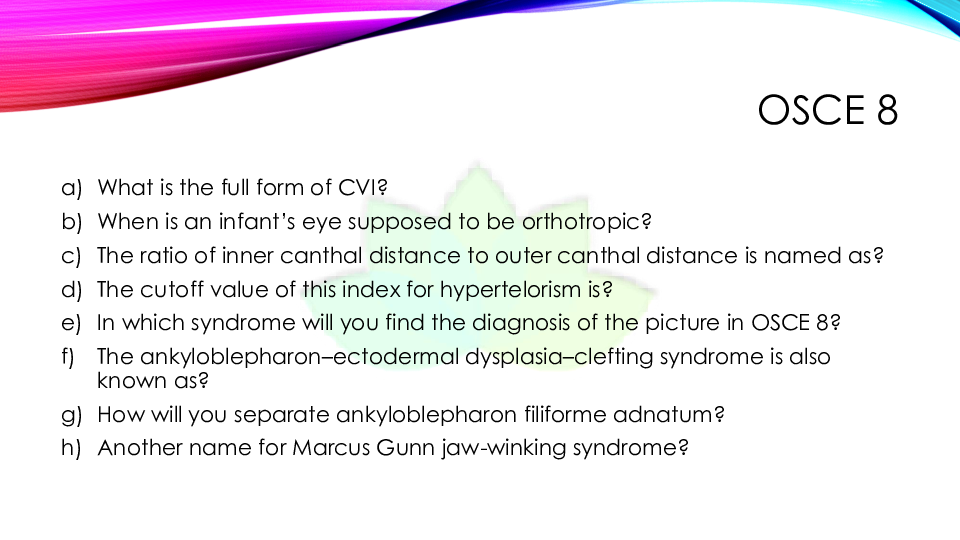 OSCE 8
a) What is the full form of CVI?
b) When is an infant’s eye supposed to be orthotropic?
c) The ratio of inner canthal distance to outer canthal distance is named as?
d) The cutoff value of this index for hypertelorism is?
e) In which syndrome will you find the diagnosis of the picture in OSCE 8?
f) The ankyloblepharon–ectodermal dysplasia–clefting syndrome is also
known as?
g) How will you separate ankyloblepharon filiforme adnatum?
h) Another name for Marcus Gunn jaw-winking syndrome?